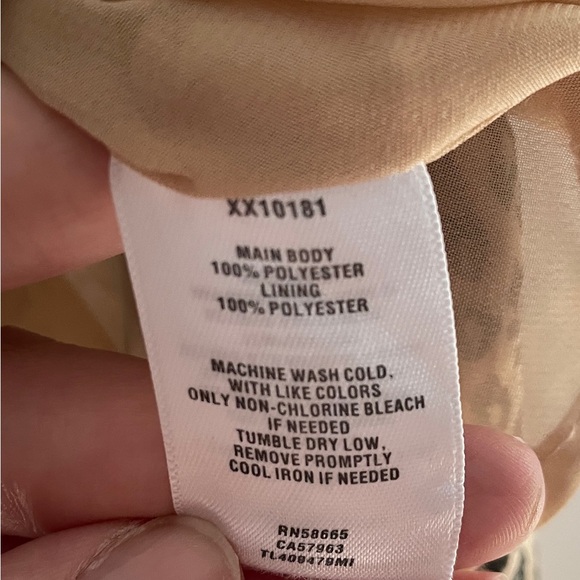 XX10181
MAIN BODY
100% POLYESTER
LINING
100% POLYESTER
MACHINE WASH COLD,
WITH LIKE COLORS
ONLY NON-CHLORINE BLEACH
IF NEEDED
TUMBLE DRY LOW,
REMOVE PROMPTLY
COOL IRON IF NEEDED
RN58665
CA57963
TL409479MI